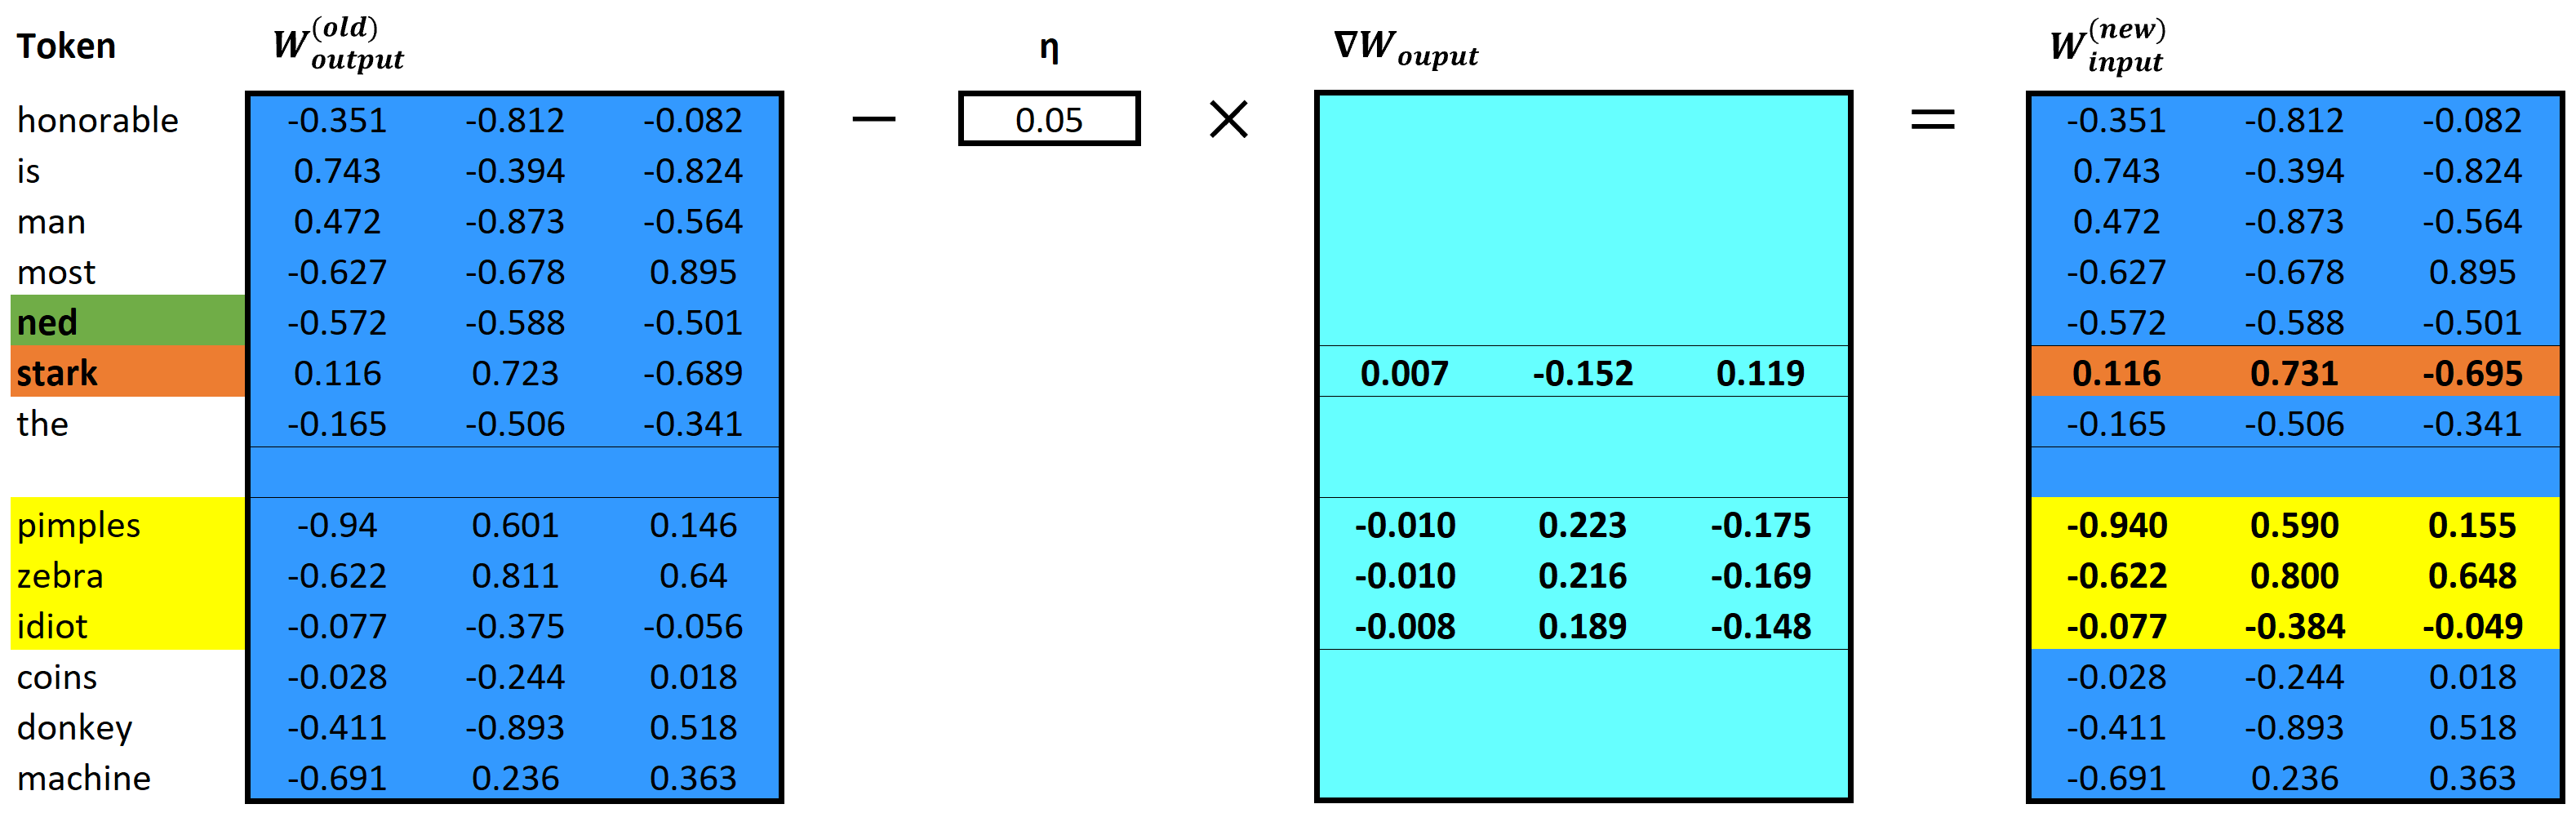 Token W_output^(old) η ∇W_ouput W_input^(new)
honorable -0.351 -0.812 -0.082 − 0.05 × = -0.351 -0.812 -0.082
is 0.743 -0.394 -0.824 0.743 -0.394 -0.824
man 0.472 -0.873 -0.564 0.472 -0.873 -0.564
most -0.627 -0.678 0.895 -0.627 -0.678 0.895
ned -0.572 -0.588 -0.501 -0.572 -0.588 -0.501
stark 0.116 0.723 -0.689 0.007 -0.152 0.119 0.116 0.731 -0.695
the -0.165 -0.506 -0.341 -0.165 -0.506 -0.341
pimples -0.94 0.601 0.146 -0.010 0.223 -0.175 -0.940 0.590 0.155
zebra -0.622 0.811 0.64 -0.010 0.216 -0.169 -0.622 0.800 0.648
idiot -0.077 -0.375 -0.056 -0.008 0.189 -0.148 -0.077 -0.384 -0.049
coins -0.028 -0.244 0.018 -0.028 -0.244 0.018
donkey -0.411 -0.893 0.518 -0.411 -0.893 0.518
machine -0.691 0.236 0.363 -0.691 0.236 0.363